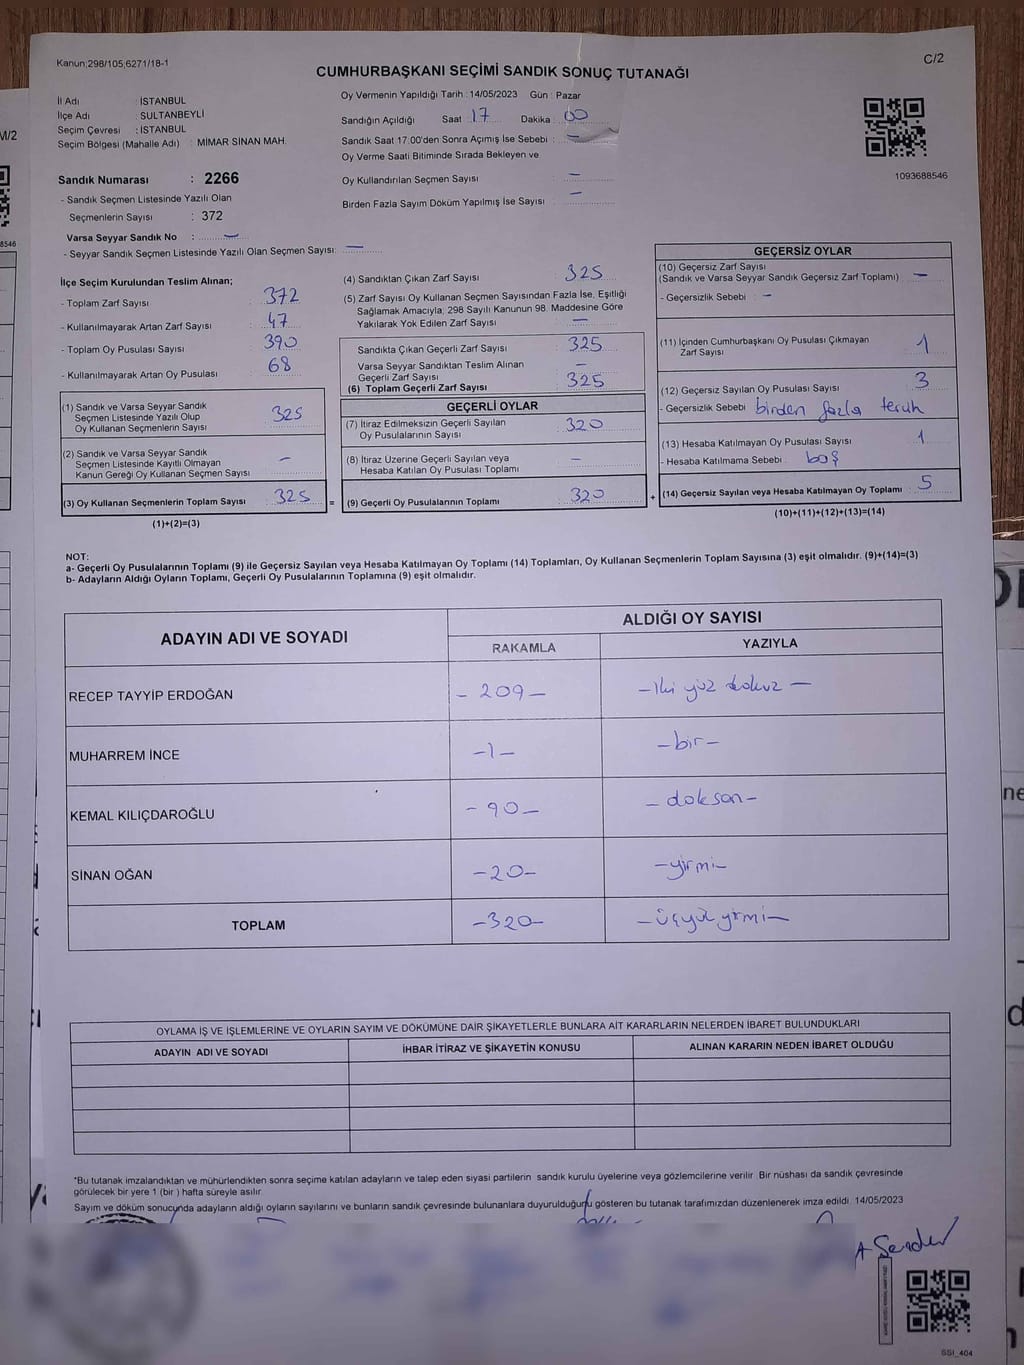 Kanun;298/105;6271/18-1
C/2
CUMHURBAŞKANI SEÇİMİ SANDIK SONUÇ TUTANAĞI
İl Adı : İSTANBUL
İlçe Adı : SULTANBEYLİ
Seçim Çevresi : İSTANBUL
Seçim Bölgesi (Mahalle Adı) : MIMAR SİNAN MAH.
Oy Vermenin Yapıldığı Tarih : 14/05/2023 Gün : Pazar
Sandığın Açıldığı Saat : 17 Dakika : 00
Sandık Saat 17:00'den Sonra Açımış İse Sebebi : —
Oy Verme Saati Bitiminde Sırada Bekleyen ve
Oy Kullandırılan Seçmen Sayısı : —
Birden Fazla Sayım Döküm Yapılmış İse Sayısı : —
1093688546
Sandık Numarası : 2266
- Sandık Seçmen Listesinde Yazılı Olan
Seçmenlerin Sayısı : 372
Varsa Seyyar Sandık No : —
- Seyyar Sandık Seçmen Listesinde Yazılı Olan Seçmen Sayısı: —
İlçe Seçim Kurulundan Teslim Alınan;
- Toplam Zarf Sayısı : 372
- Kullanılmayarak Artan Zarf Sayısı : 47
- Toplam Oy Pusulası Sayısı : 390
- Kullanılmayarak Artan Oy Pusulası : 68
(1) Sandık ve Varsa Seyyar Sandık
Seçmen Listesinde Yazılı Olup
Oy Kullanan Seçmenlerin Sayısı : 325
(2) Sandık ve Varsa Seyyar Sandık
Seçmen Listesinde Kayıtlı Olmayan
Kanun Gereği Oy Kullanan Seçmen Sayısı : —
(3) Oy Kullanan Seçmenlerin Toplam Sayısı : 325 =
(1)+(2)=(3)
(4) Sandıktan Çıkan Zarf Sayısı : 325
(5) Zarf Sayısı Oy Kullanan Seçmen Sayısından Fazla İse, Eşitliği
Sağlamak Amacıyla; 298 Sayılı Kanunun 98. Maddesine Göre
Yakılarak Yok Edilen Zarf Sayısı : —
Sandıkta Çıkan Geçerli Zarf Sayısı : 325
Varsa Seyyar Sandıktan Teslim Alınan
Geçerli Zarf Sayısı : —
(6) Toplam Geçerli Zarf Sayısı : 325
GEÇERLİ OYLAR
(7) İtiraz Edilmeksizin Geçerli Sayılan
Oy Pusulalarının Sayısı : 320
(8) İtiraz Üzerine Geçerli Sayılan veya
Hesaba Katılan Oy Pusulası Toplamı : —
(9) Geçerli Oy Pusulalarının Toplamı : 320 +
GEÇERSİZ OYLAR
(10) Geçersiz Zarf Sayısı
(Sandık ve Varsa Seyyar Sandık Geçersiz Zarf Toplamı) : —
- Geçersizlik Sebebi : —
(11) İçinden Cumhurbaşkanı Oy Pusulası Çıkmayan
Zarf Sayısı : 1
(12) Geçersiz Sayılan Oy Pusulası Sayısı : 3
- Geçersizlik Sebebi : birden fazla tercih
(13) Hesaba Katılmayan Oy Pusulası Sayısı : 1
- Hesaba Katılmama Sebebi : boş
(14) Geçersiz Sayılan veya Hesaba Katılmayan Oy Toplamı : 5
(10)+(11)+(12)+(13)=(14)
NOT:
a- Geçerli Oy Pusulalarının Toplamı (9) ile Geçersiz Sayılan veya Hesaba Katılmayan Oy Toplamı (14) Toplamları, Oy Kullanan Seçmenlerin Toplam Sayısına (3) eşit olmalıdır. (9)+(14)=(3)
b- Adayların Aldığı Oyların Toplamı, Geçerli Oy Pusulalarının Toplamına (9) eşit olmalıdır.
ADAYIN ADI VE SOYADI
ALDIĞI OY SAYISI
RAKAMLA YAZIYLA
RECEP TAYYİP ERDOĞAN - 209 — —İki yüz dokuz —
MUHARREM İNCE —1— —bir—
KEMAL KILIÇDAROĞLU - 90 — — doksan —
SİNAN OĞAN —20— —yirmi—
TOPLAM —320— —üçyüzyirmi—
OYLAMA İŞ VE İŞLEMLERİNE VE OYLARIN SAYIM VE DÖKÜMÜNE DAİR ŞİKAYETLERLE BUNLARA AİT KARARLARIN NELERDEN İBARET BULUNDUKLARI
ADAYIN ADI VE SOYADI İHBAR İTİRAZ VE ŞİKAYETİN KONUSU ALINAN KARARIN NEDEN İBARET OLDUĞU
*Bu tutanak imzalandıktan ve mühürlendikten sonra seçime katılan adayların ve talep eden siyasi partilerin sandık kurulu üyelerine veya gözlemcilerine verilir. Bir nüshası da sandık çevresinde
görülecek bir yere 1 (bir ) hafta süreyle asılır.
Sayım ve döküm sonucunda adayların aldığı oyların sayılarını ve bunların sandık çevresinde bulunanlara duyurulduğunu gösteren bu tutanak tarafımızdan düzenlenerek imza edildi. 14/05/2023
SSI_404